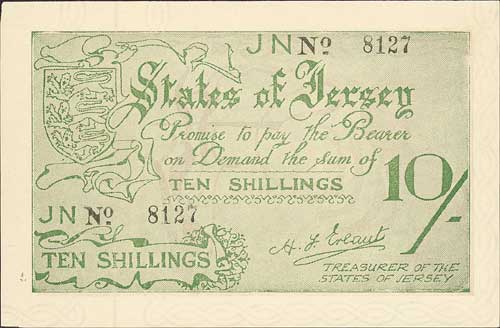 JN No 8127
States of Jersey
Promise to pay the Bearer
on Demand the sum of
TEN SHILLINGS
10/-
JN No 8127
TEN SHILLINGS
H. F. Ereaut
TREASURER OF THE
STATES OF JERSEY